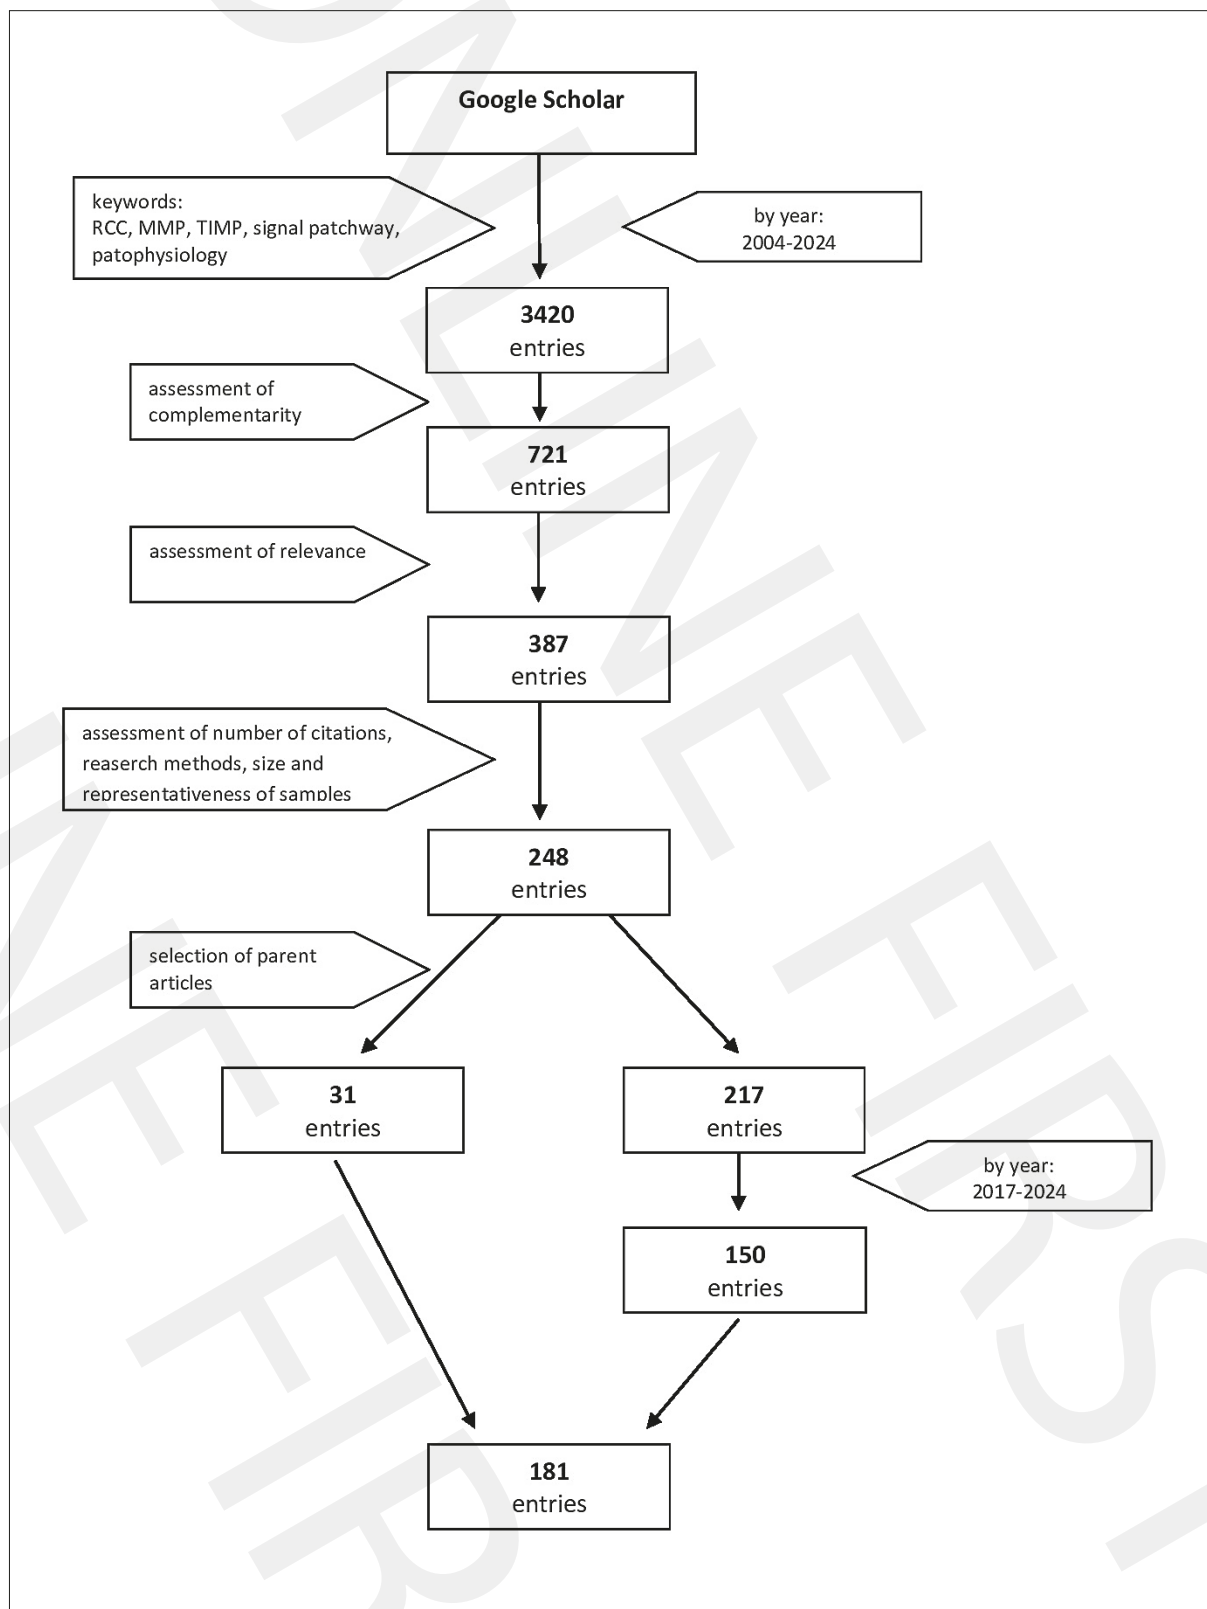 Google Scholar
keywords:
RCC, MMP, TIMP, signal patchway,
patophysiology
by year:
2004-2024
3420
entries
assessment of
complementarity
721
entries
assessment of relevance
387
entries
assessment of number of citations,
reaserch methods, size and
representativeness of samples
248
entries
selection of parent
articles
31
entries
217
entries
by year:
2017-2024
150
entries
181
entries
ONLINE FIRST